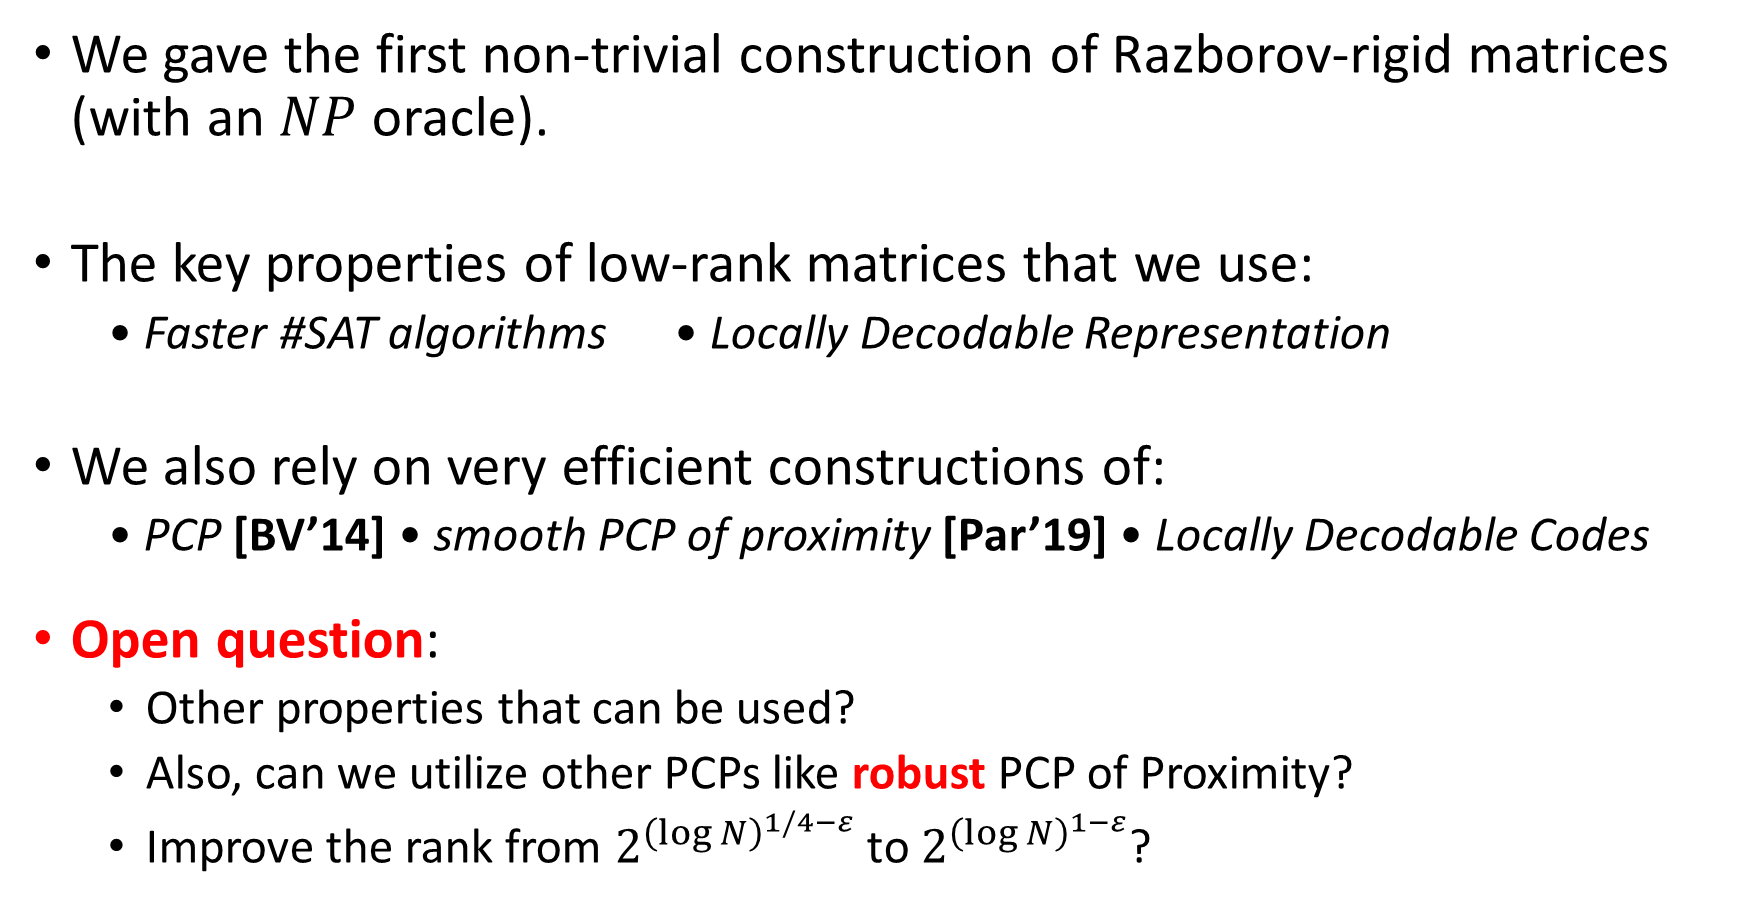 • We gave the first non-trivial construction of Razborov-rigid matrices
(with an NP oracle).
• The key properties of low-rank matrices that we use:
• Faster #SAT algorithms • Locally Decodable Representation
• We also rely on very efficient constructions of:
• PCP [BV’14] • smooth PCP of proximity [Par’19] • Locally Decodable Codes
• Open question:
• Other properties that can be used?
• Also, can we utilize other PCPs like robust PCP of Proximity?
• Improve the rank from 2^{(log N)^{1/4−ε}} to 2^{(log N)^{1−ε}}?